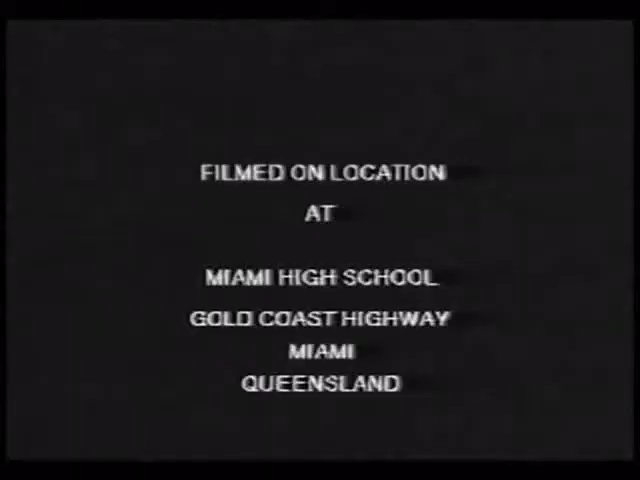 FILMED ON LOCATION
AT
MIAMI HIGH SCHOOL
GOLD COAST HIGHWAY
MIAMI
QUEENSLAND